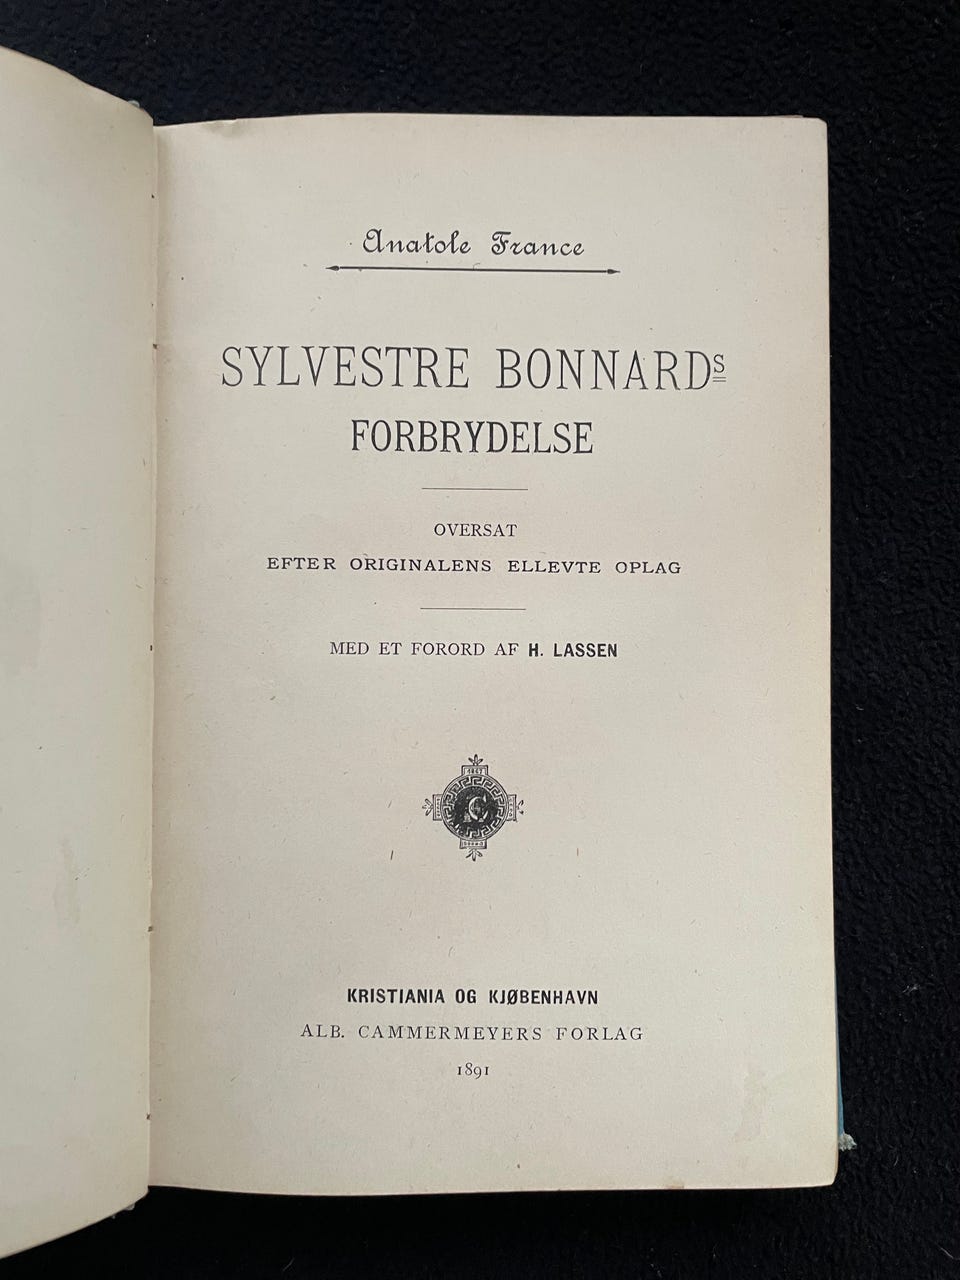 Anatole France
SYLVESTRE BONNARDS
FORBRYDELSE
OVERSAT
EFTER ORIGINALENS ELLEVTE OPLAG
MED ET FORORD AF H. LASSEN
KRISTIANIA OG KJØBENHAVN
ALB. CAMMERMEYERS FORLAG
1891